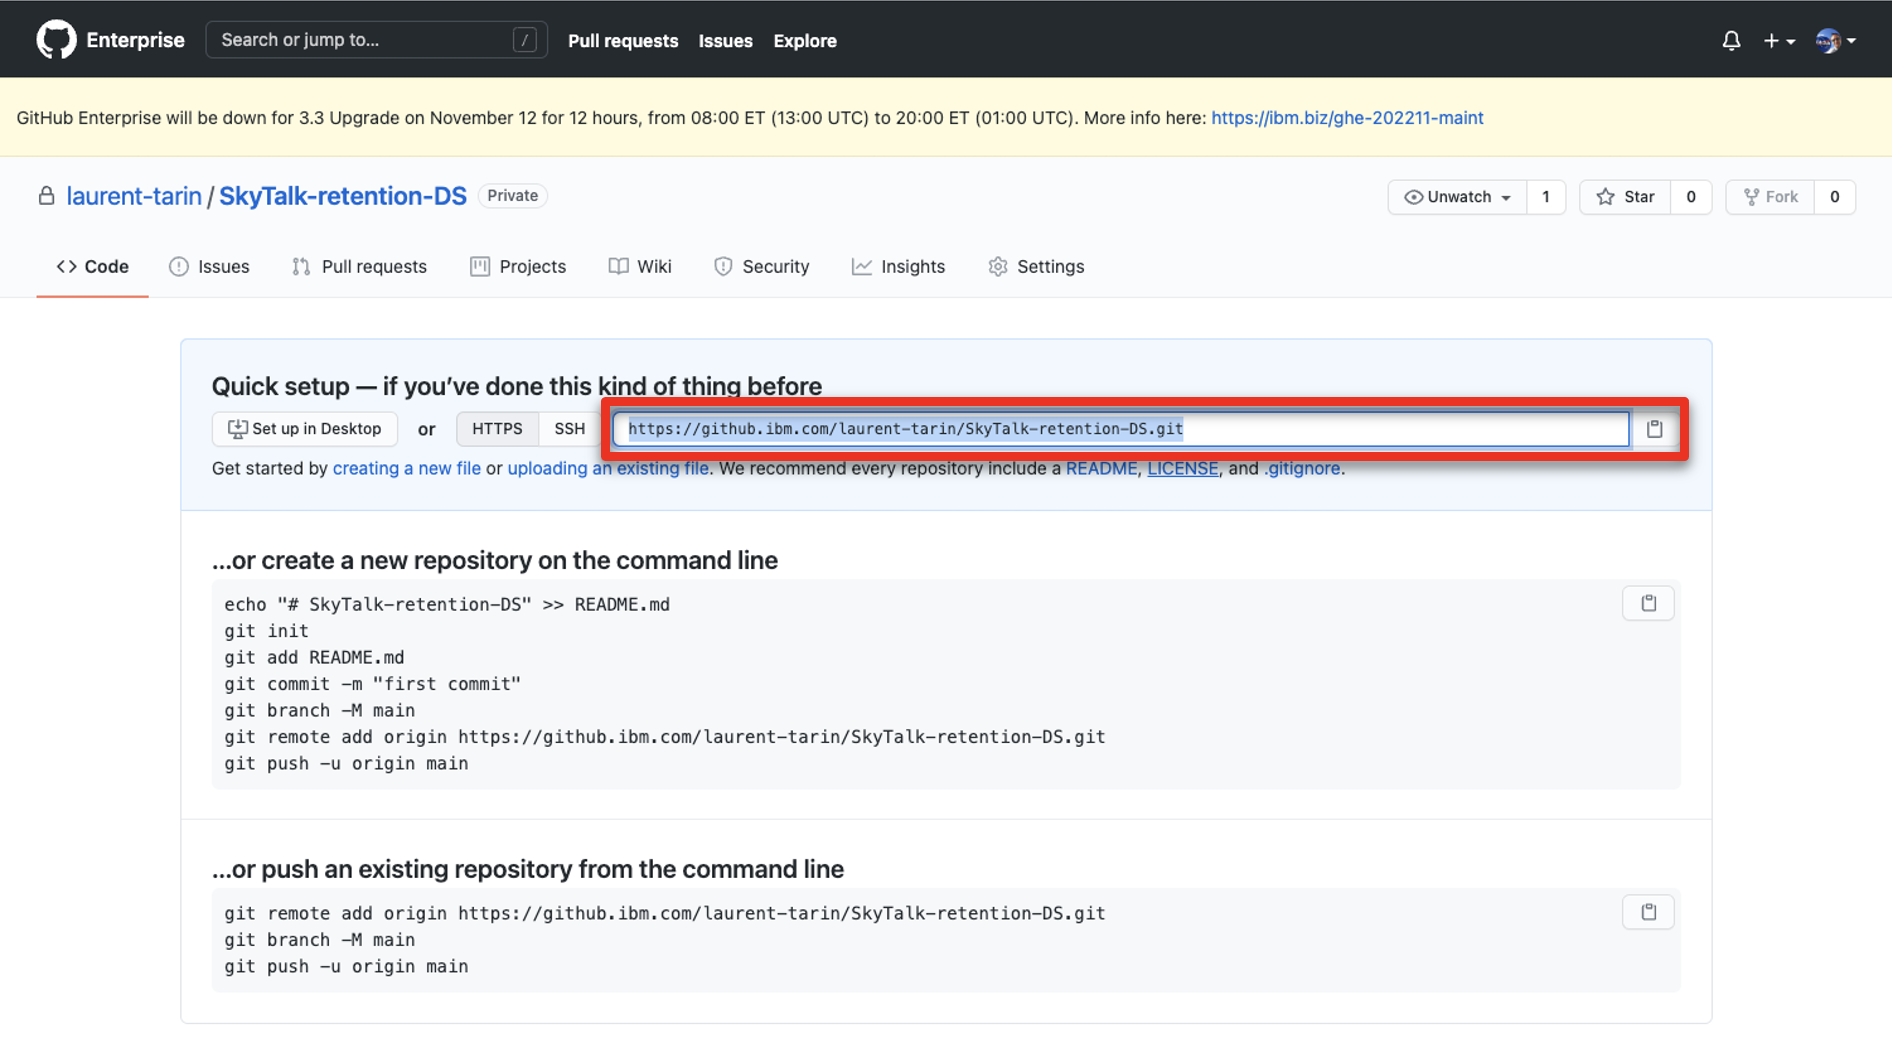 Enterprise Search or jump to... / Pull requests Issues Explore
GitHub Enterprise will be down for 3.3 Upgrade on November 12 for 12 hours, from 08:00 ET (13:00 UTC) to 20:00 ET (01:00 UTC). More info here: https://ibm.biz/ghe-202211-maint
laurent-tarin / SkyTalk-retention-DS Private Unwatch 1 Star 0 Fork 0
Code Issues Pull requests Projects Wiki Security Insights Settings
Quick setup — if you’ve done this kind of thing before
Set up in Desktop or HTTPS SSH https://github.ibm.com/laurent-tarin/SkyTalk-retention-DS.git
Get started by creating a new file or uploading an existing file. We recommend every repository include a README, LICENSE, and .gitignore.
...or create a new repository on the command line
echo "# SkyTalk-retention-DS" >> README.md
git init
git add README.md
git commit -m "first commit"
git branch -M main
git remote add origin https://github.ibm.com/laurent-tarin/SkyTalk-retention-DS.git
git push -u origin main
...or push an existing repository from the command line
git remote add origin https://github.ibm.com/laurent-tarin/SkyTalk-retention-DS.git
git branch -M main
git push -u origin main